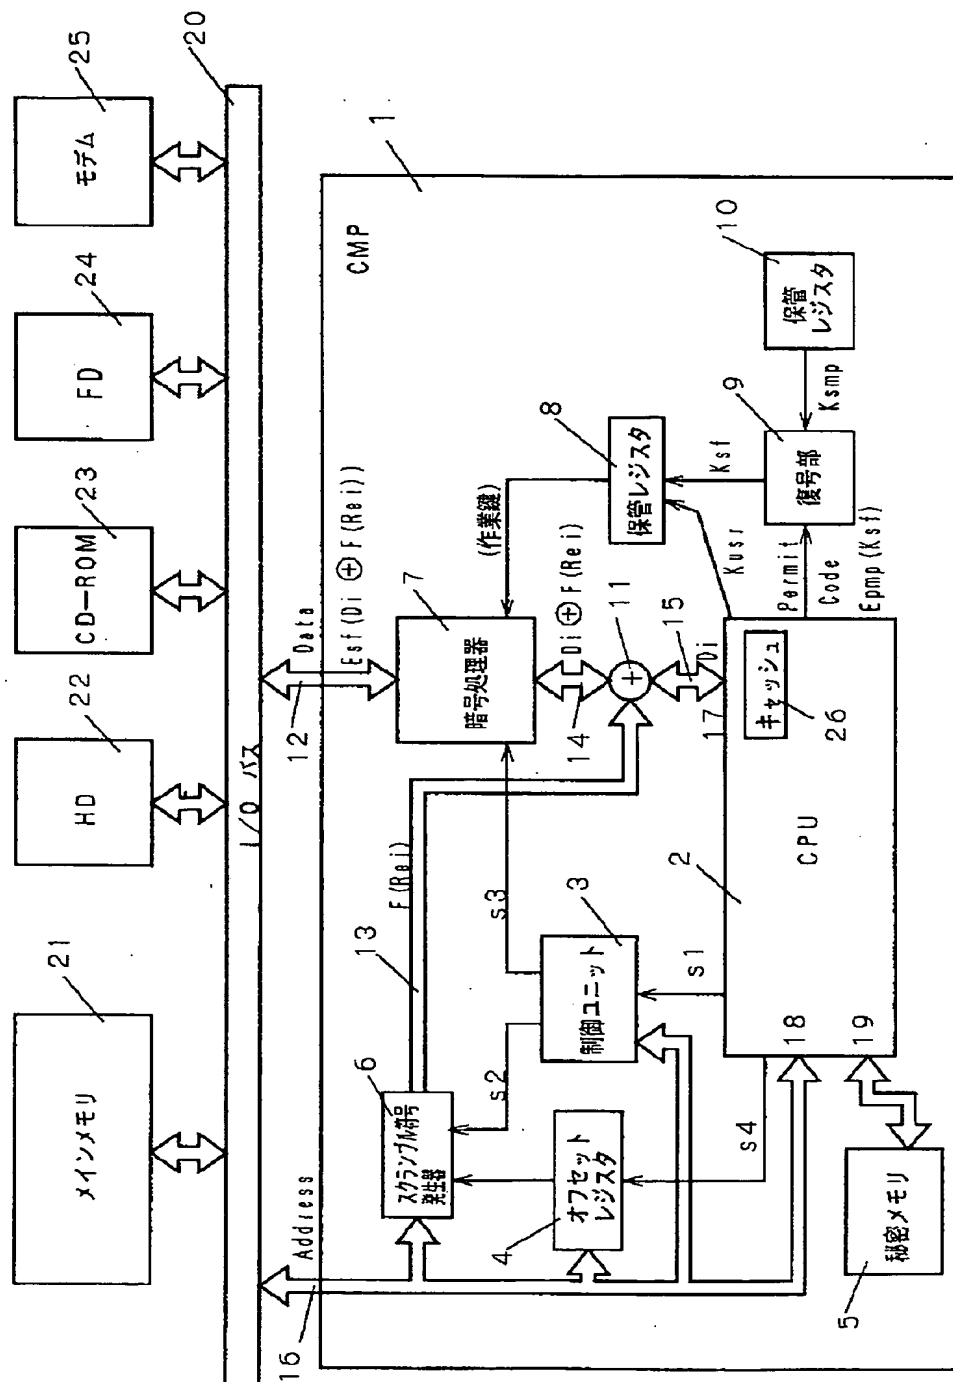 メインメモリ
21
HD
22
CD-ROM
23
FD
24
モデム
25
I/O バス
20
CMP
1
16
Address
12
Data
Esf(Di⊕F(Rei))
スクランブル符号
発生器
6
13
F(Rei)
暗号処理器
7
(作業鍵)
保管レジスタ
8
s2
s3
14
Di⊕F(Rei)
11
15
Di
オフセット
レジスタ
4
制御ユニット
3
s4
s1
Kusr
Ksf
復号部
9
Ksmp
保管
レジスタ
10
Permit
Code
Epmp(Ksf)
CPU
2
17
18
19
キャッシュ
26
秘密メモリ
5